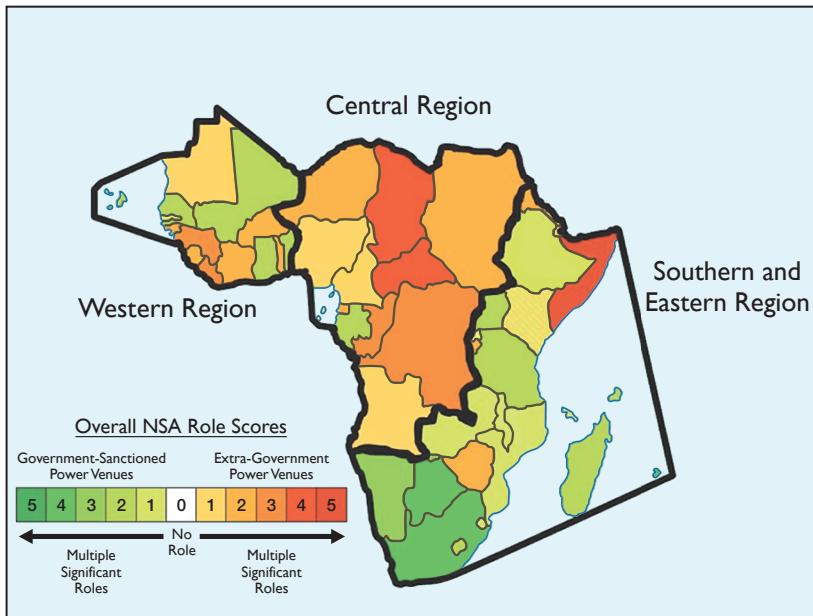 Central Region
Western Region
Southern and
Eastern Region
Overall NSA Role Scores
Government-Sanctioned
Power Venues
Extra-Government
Power Venues
5 4 3 2 1 0 1 2 3 4 5
No
Role
Multiple
Significant
Roles
Multiple
Significant
Roles